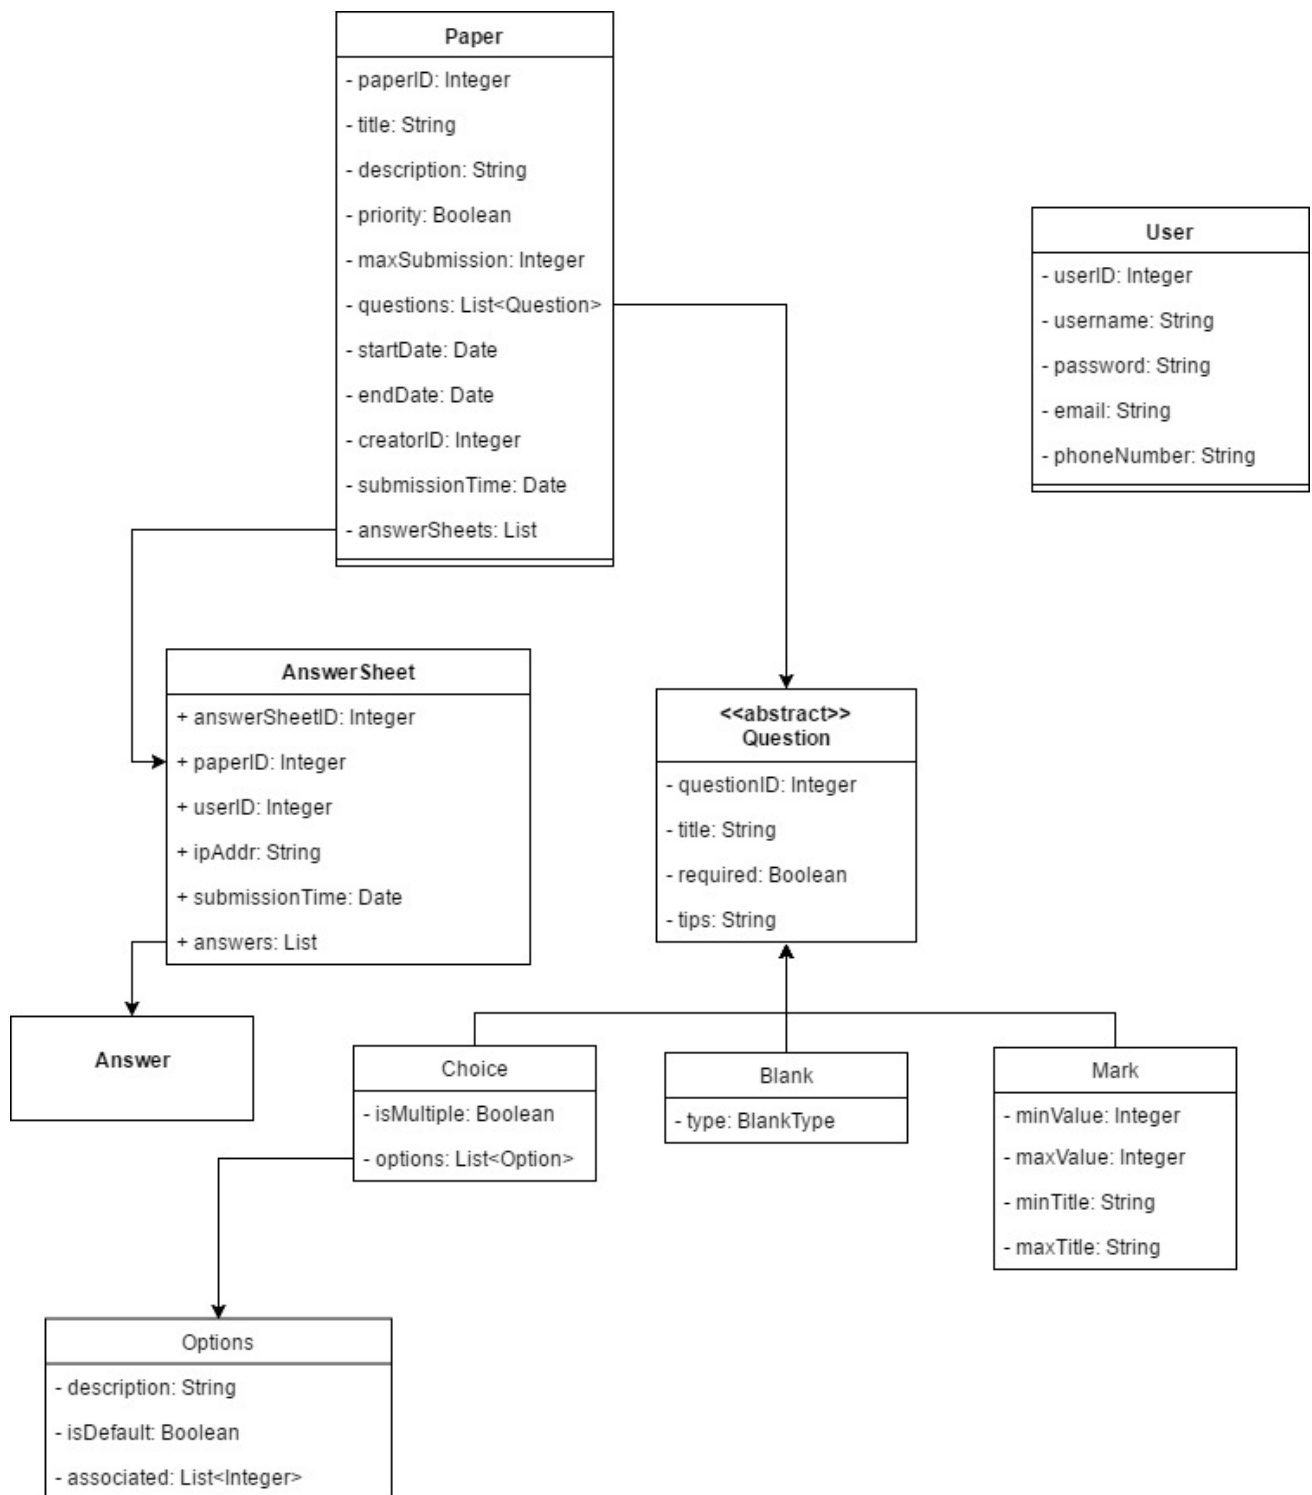 Paper
- paperID: Integer
- title: String
- description: String
- priority: Boolean
- maxSubmission: Integer
- questions: List<Question>
- startDate: Date
- endDate: Date
- creatorID: Integer
- submissionTime: Date
- answerSheets: List
User
- userID: Integer
- username: String
- password: String
- email: String
- phoneNumber: String
AnswerSheet
+ answerSheetID: Integer
+ paperID: Integer
+ userID: Integer
+ ipAddr: String
+ submissionTime: Date
+ answers: List
<<abstract>>
Question
- questionID: Integer
- title: String
- required: Boolean
- tips: String
Answer
Choice
- isMultiple: Boolean
- options: List<Option>
Blank
- type: BlankType
Mark
- minValue: Integer
- maxValue: Integer
- minTitle: String
- maxTitle: String
Options
- description: String
- isDefault: Boolean
- associated: List<Integer>